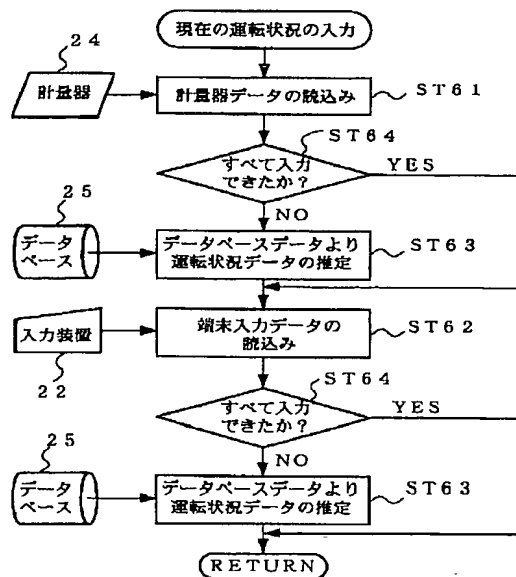 現在の運転状況の入力
24
計量器
計量器データの読込み
ST61
ST64
すべて入力
できたか?
YES
NO
25
データ
ベース
データベースデータより
運転状況データの推定
ST63
入力装置
22
端末入力データの
読込み
ST62
ST64
すべて入力
できたか?
YES
NO
25
データ
ベース
データベースデータより
運転状況データの推定
ST63
RETURN